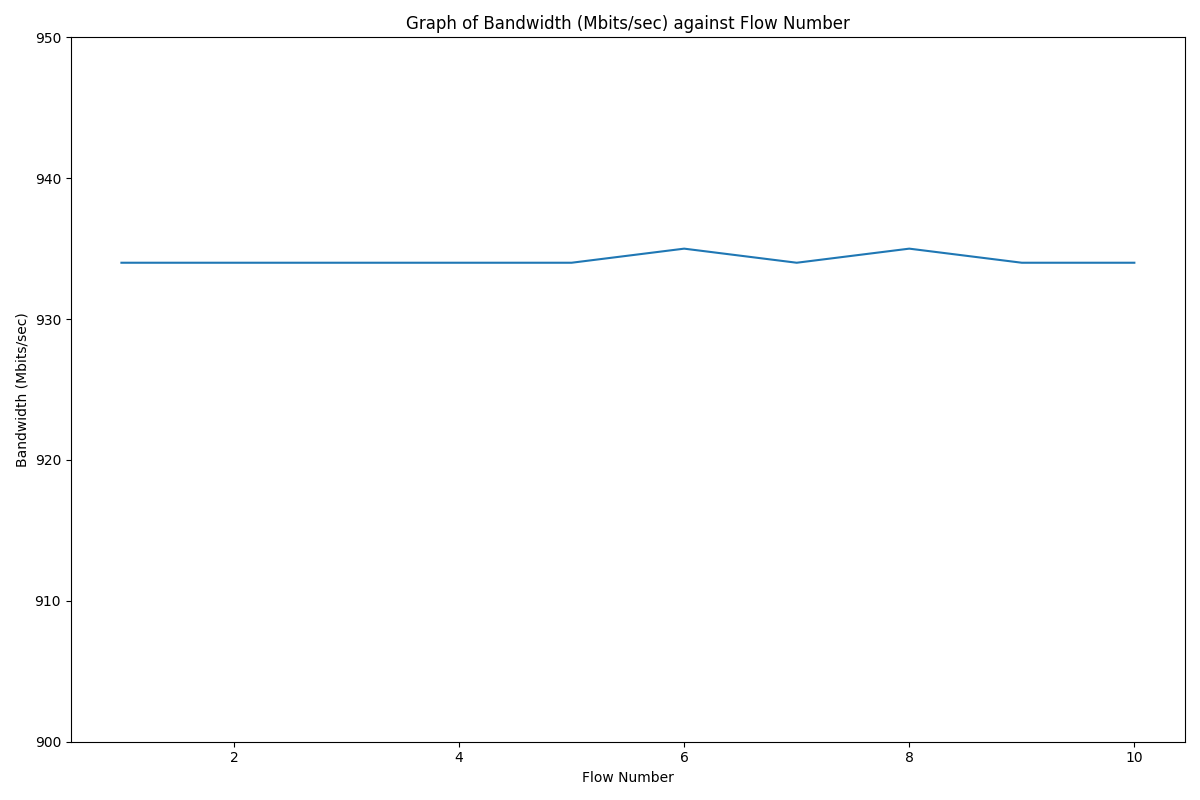 Graph of Bandwidth (Mbits/sec) against Flow Number
950
940
930
920
910
900
Bandwidth (Mbits/sec)
2 4 6 8 10
Flow Number